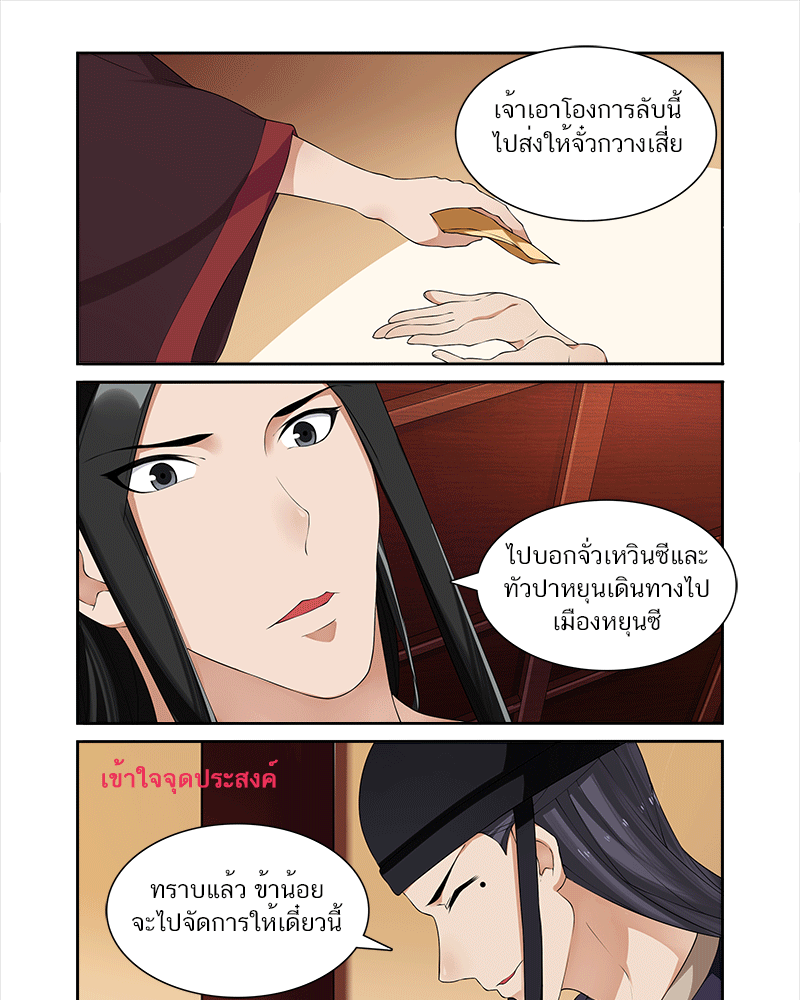 เจ้าเอาโองการลับนี้
ไปส่งให้จั๋วกวางเสี่ย
ไปบอกจั่วเหวินซีและ
ทัวปาหยุนเดินทางไป
เมืองหยุนซี
เข้าใจจุดประสงค์
ทราบแล้ว ข้าน้อย
จะไปจัดการให้เดี๋ยวนี้